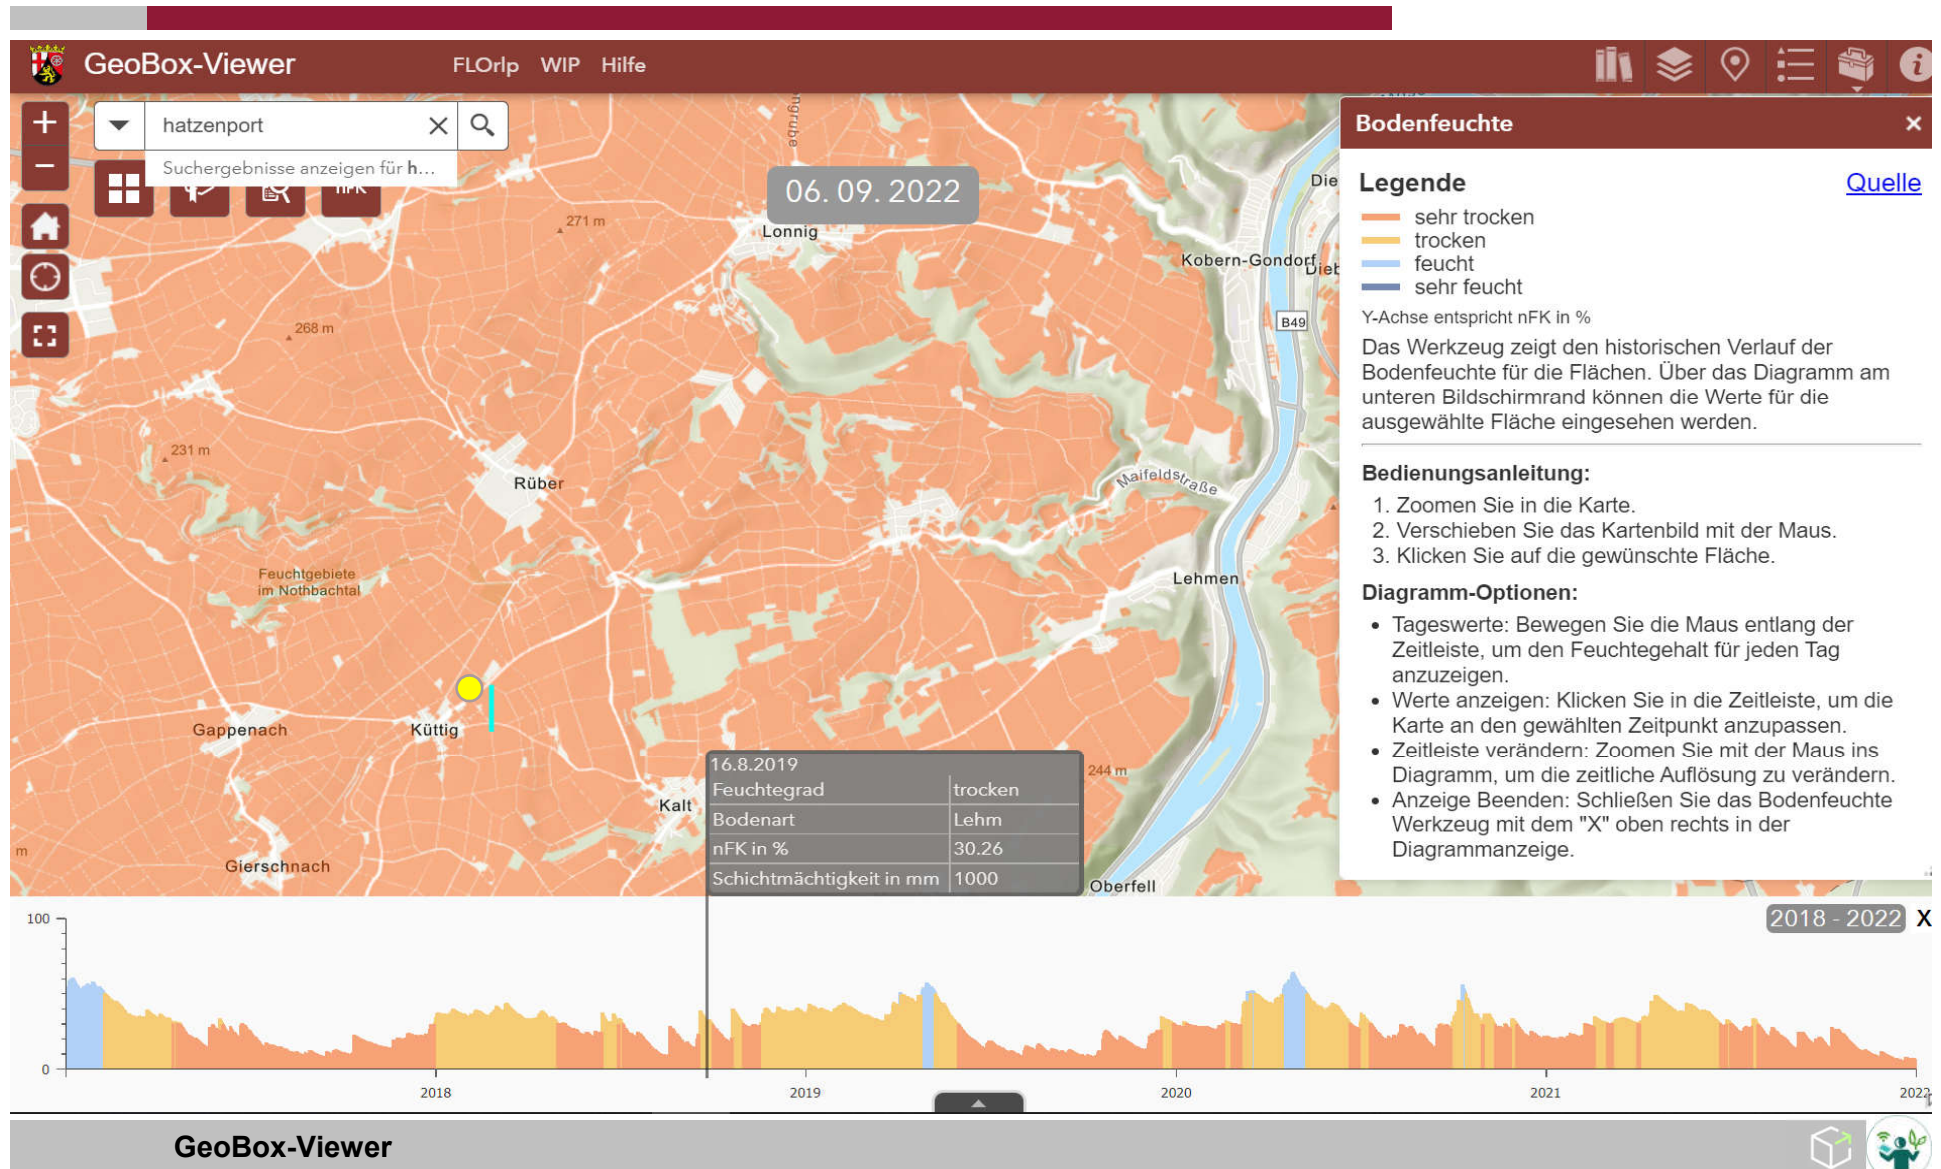 GeoBox-Viewer
FLOrlp WIP Hilfe
hatzenport
Suchergebnisse anzeigen für h...
nFK
06. 09. 2022
271 m
Lonnig
Kobern-Gondorf
268 m
B49
231 m
Rüber
Maifeldstraße
Feuchtgebiete
im Nothbachtal
Lehmen
Gappenach
Küttig
Kalt
244 m
Gierschnach
Oberfell
m
16.8.2019
Feuchtegrad trocken
Bodenart Lehm
nFK in % 30.26
Schichtmächtigkeit in mm 1000
Bodenfeuchte
Legende Quelle
sehr trocken
trocken
feucht
sehr feucht
Y-Achse entspricht nFK in %
Das Werkzeug zeigt den historischen Verlauf der
Bodenfeuchte für die Flächen. Über das Diagramm am
unteren Bildschirmrand können die Werte für die
ausgewählte Fläche eingesehen werden.
Bedienungsanleitung:
1. Zoomen Sie in die Karte.
2. Verschieben Sie das Kartenbild mit der Maus.
3. Klicken Sie auf die gewünschte Fläche.
Diagramm-Optionen:
• Tageswerte: Bewegen Sie die Maus entlang der
Zeitleiste, um den Feuchtegehalt für jeden Tag
anzuzeigen.
• Werte anzeigen: Klicken Sie in die Zeitleiste, um die
Karte an den gewählten Zeitpunkt anzupassen.
• Zeitleiste verändern: Zoomen Sie mit der Maus ins
Diagramm, um die zeitliche Auflösung zu verändern.
• Anzeige Beenden: Schließen Sie das Bodenfeuchte
Werkzeug mit dem "X" oben rechts in der
Diagrammanzeige.
2018 - 2022 X
100
0
2018 2019 2020 2021 2022
GeoBox-Viewer